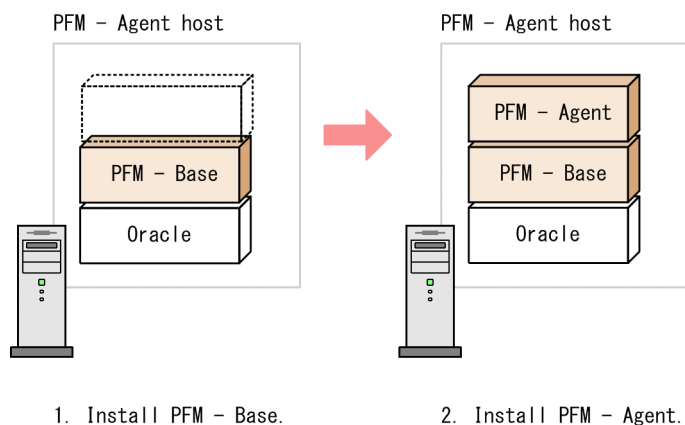 PFM - Agent host
PFM - Agent host
PFM - Agent
PFM - Base
PFM - Base
Oracle
Oracle
1. Install PFM - Base.
2. Install PFM - Agent.